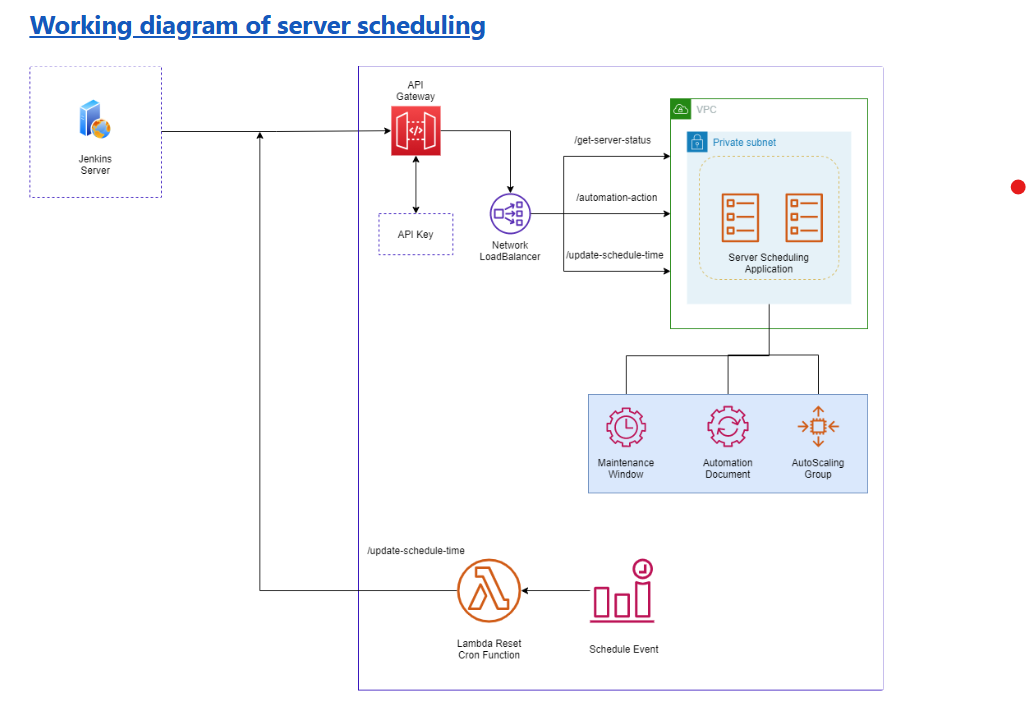 Working diagram of server scheduling
API
Gateway
Jenkins
Server
API Key
Network
LoadBalancer
/get-server-status
/automation-action
/update-schedule-time
VPC
Private subnet
Server Scheduling
Application
Maintenance
Window
Automation
Document
AutoScaling
Group
/update-schedule-time
Lambda Reset
Cron Function
Schedule Event